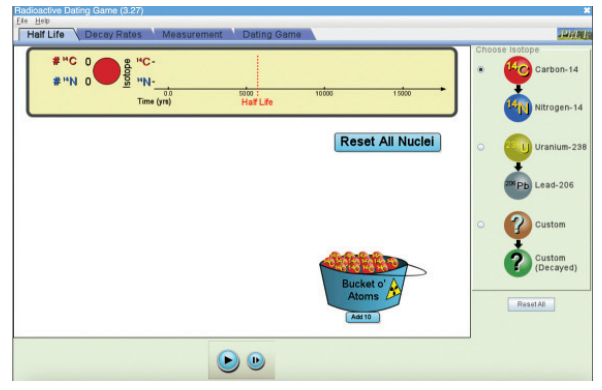 Radioactive Dating Game (3.27)
File Help
Half Life Decay Rates Measurement Dating Game
# ¹⁴C 0
# ¹⁴N 0
Isotope
¹⁴C-
¹⁴N-
0.0 5000 10000 15000
Time (yrs) Half Life
Reset All Nuclei
Bucket o'
Atoms
Add 10
Choose Isotope
¹⁴C Carbon-14
¹⁴N Nitrogen-14
²³⁸U Uranium-238
²⁰⁶Pb Lead-206
? Custom
? Custom
(Decayed)
Reset All